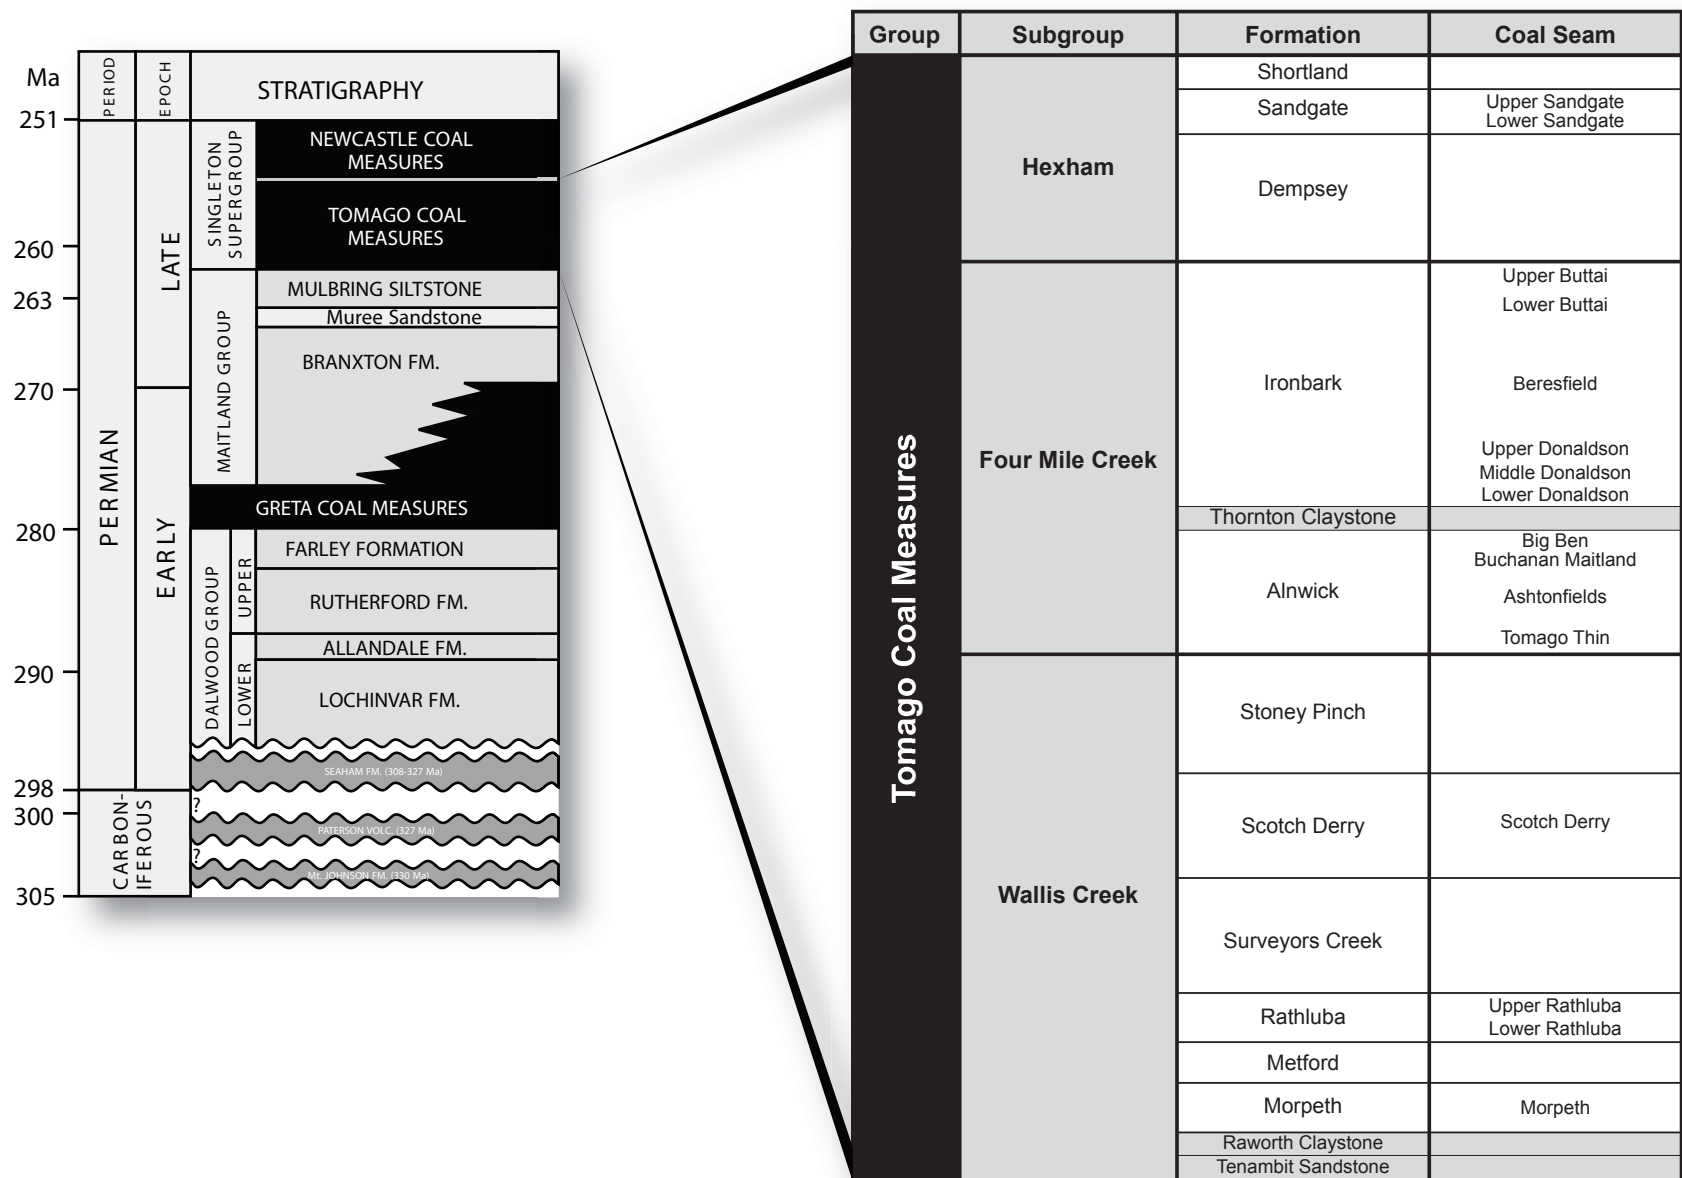 Ma
PERIOD
EPOCH
STRATIGRAPHY
251
260
263
270
280
290
298
300
305
PERMIAN
CARBON-
IFEROUS
LATE
EARLY
SINGLETON
SUPERGROUP
MAITLAND GROUP
DALWOOD GROUP
UPPER
LOWER
NEWCASTLE COAL
MEASURES
TOMAGO COAL
MEASURES
MULBRING SILTSTONE
Muree Sandstone
BRANXTON FM.
GRETA COAL MEASURES
FARLEY FORMATION
RUTHERFORD FM.
ALLANDALE FM.
LOCHINVAR FM.
SEAHAM FM. (308-327 Ma)
?
PATERSON VOLC. (327 Ma)
?
Mt. JOHNSON FM. (330 Ma)
Group Subgroup Formation Coal Seam
Tomago Coal Measures
Hexham
Shortland
Sandgate
Upper Sandgate
Lower Sandgate
Dempsey
Four Mile Creek
Ironbark
Upper Buttai
Lower Buttai
Beresfield
Upper Donaldson
Middle Donaldson
Lower Donaldson
Thornton Claystone
Alnwick
Big Ben
Buchanan Maitland
Ashtonfields
Tomago Thin
Wallis Creek
Stoney Pinch
Scotch Derry
Scotch Derry
Surveyors Creek
Rathluba
Upper Rathluba
Lower Rathluba
Metford
Morpeth
Morpeth
Raworth Claystone
Tenambit Sandstone